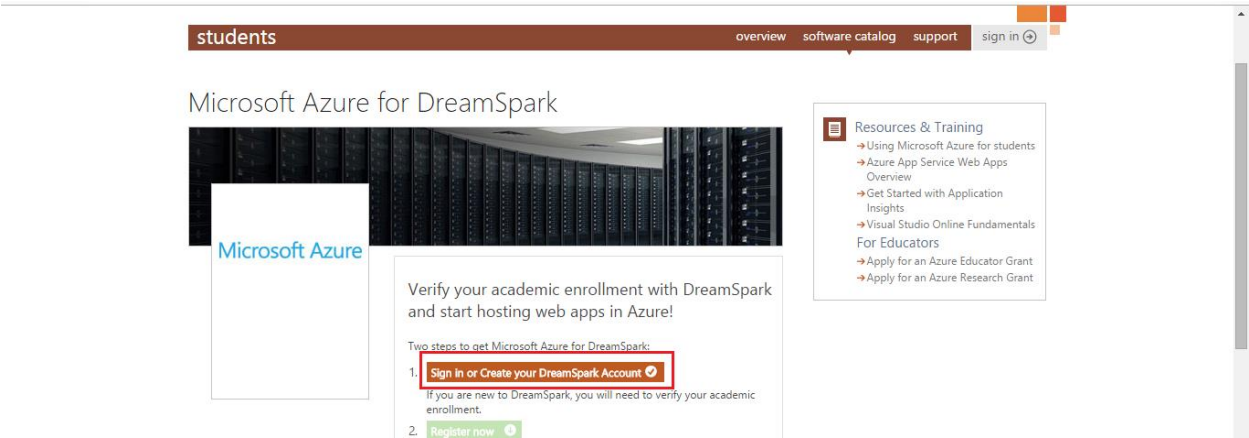 students
overview software catalog support sign in
Microsoft Azure for DreamSpark
Microsoft Azure
Verify your academic enrollment with DreamSpark
and start hosting web apps in Azure!
Two steps to get Microsoft Azure for DreamSpark:
1. Sign in or Create your DreamSpark Account
If you are new to DreamSpark, you will need to verify your academic
enrollment.
2. Register now
Resources & Training
Using Microsoft Azure for students
Azure App Service Web Apps
Overview
Get Started with Application
Insights
Visual Studio Online Fundamentals
For Educators
Apply for an Azure Educator Grant
Apply for an Azure Research Grant